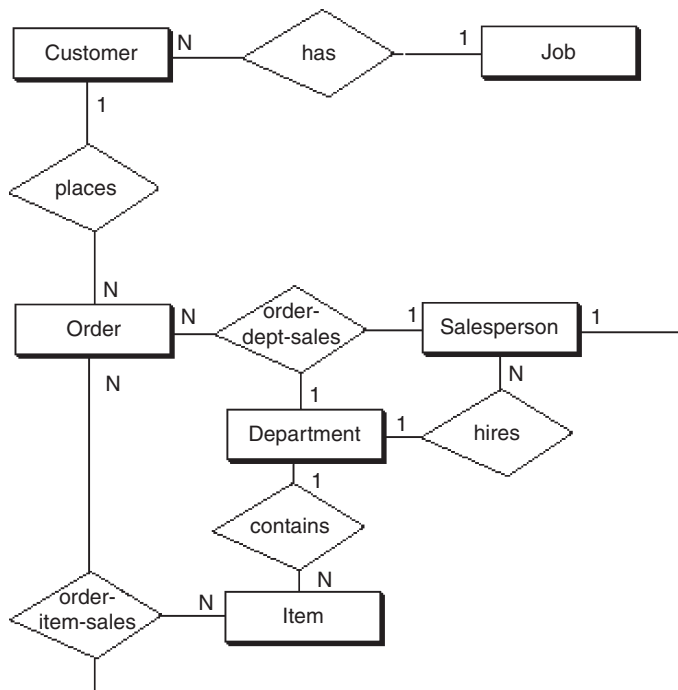 Customer
N
has
1
Job
1
places
N
Order
N
order-
dept-sales
1
Salesperson
1
N
1
N
Department
1
hires
1
contains
N
order-
item-sales
N
Item